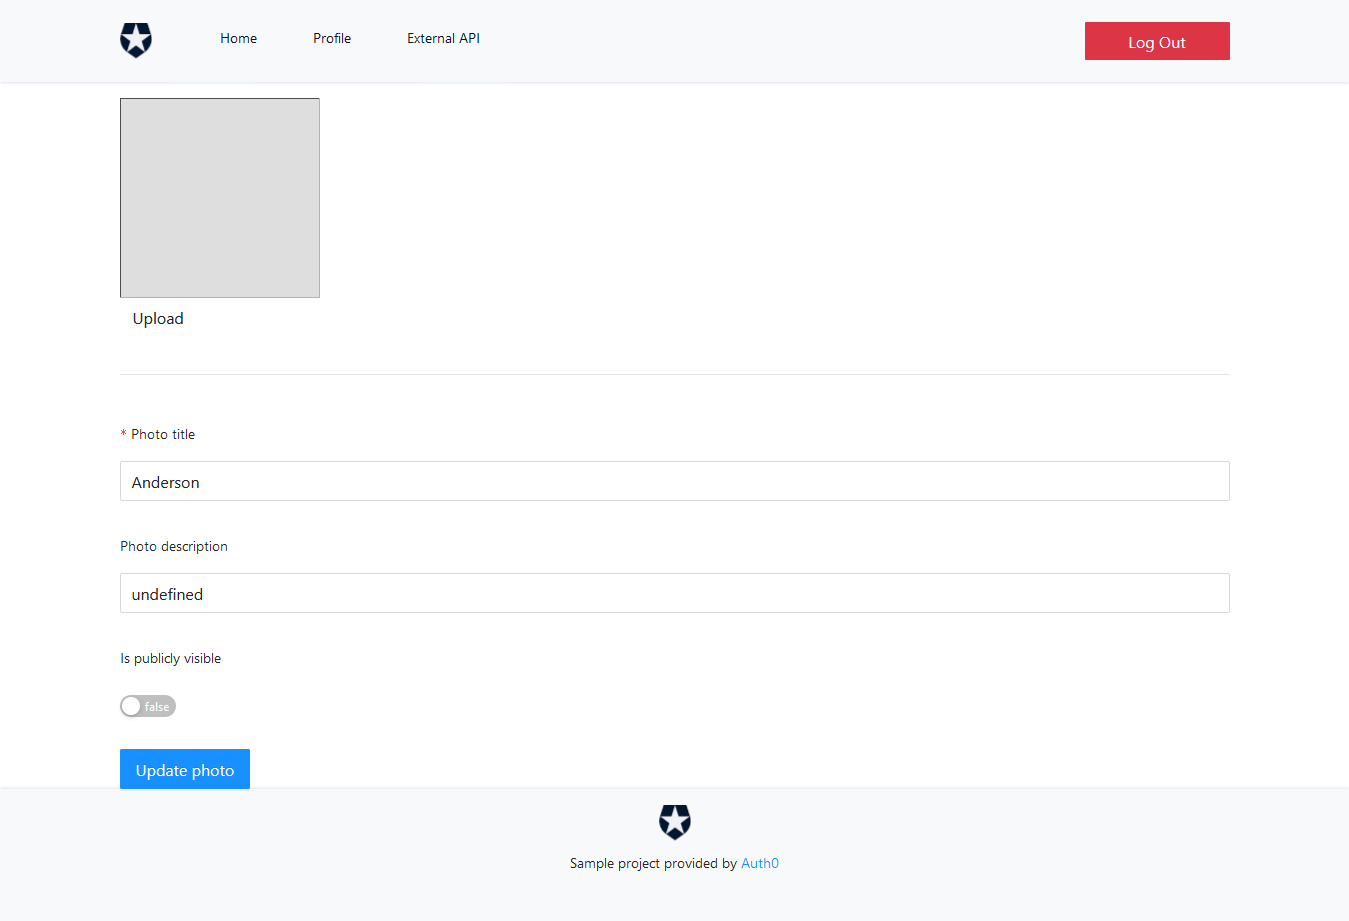 Home Profile External API Log Out
Upload
* Photo title
Anderson
Photo description
undefined
Is publicly visible
false
Update photo
Sample project provided by Auth0